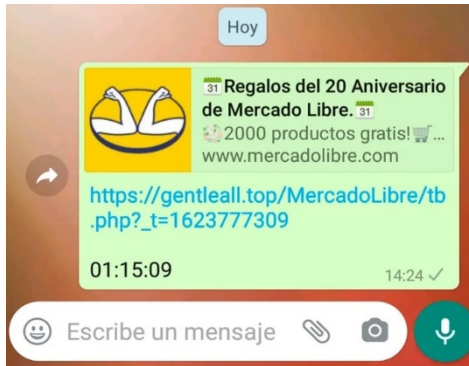 Hoy
Regalos del 20 Aniversario
de Mercado Libre.
2000 productos gratis! ...
www.mercadolibre.com
https://gentleall.top/MercadoLibre/tb
.php?_t=1623777309
01:15:09
14:24
Escribe un mensaje